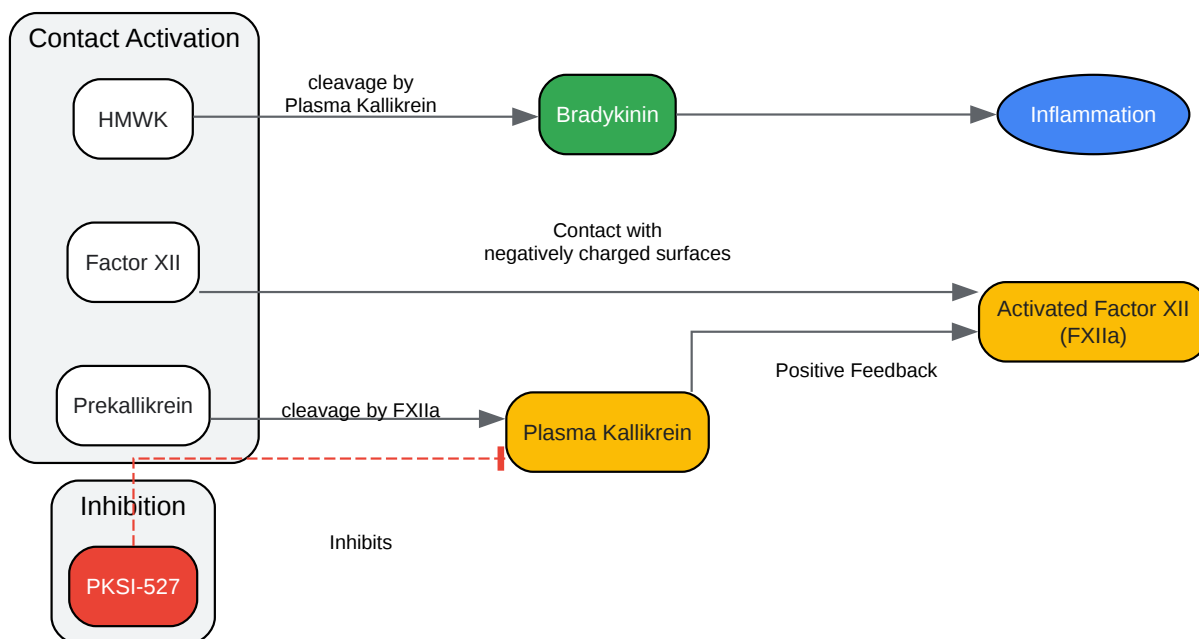 Contact Activation
HMWK
cleavage by
Plasma Kallikrein
Bradykinin
Inflammation
Factor XII
Contact with
negatively charged surfaces
Activated Factor XII
(FXIIa)
Positive Feedback
Prekallikrein
cleavage by FXIIa
Plasma Kallikrein
Inhibition
Inhibits
PKSI-527